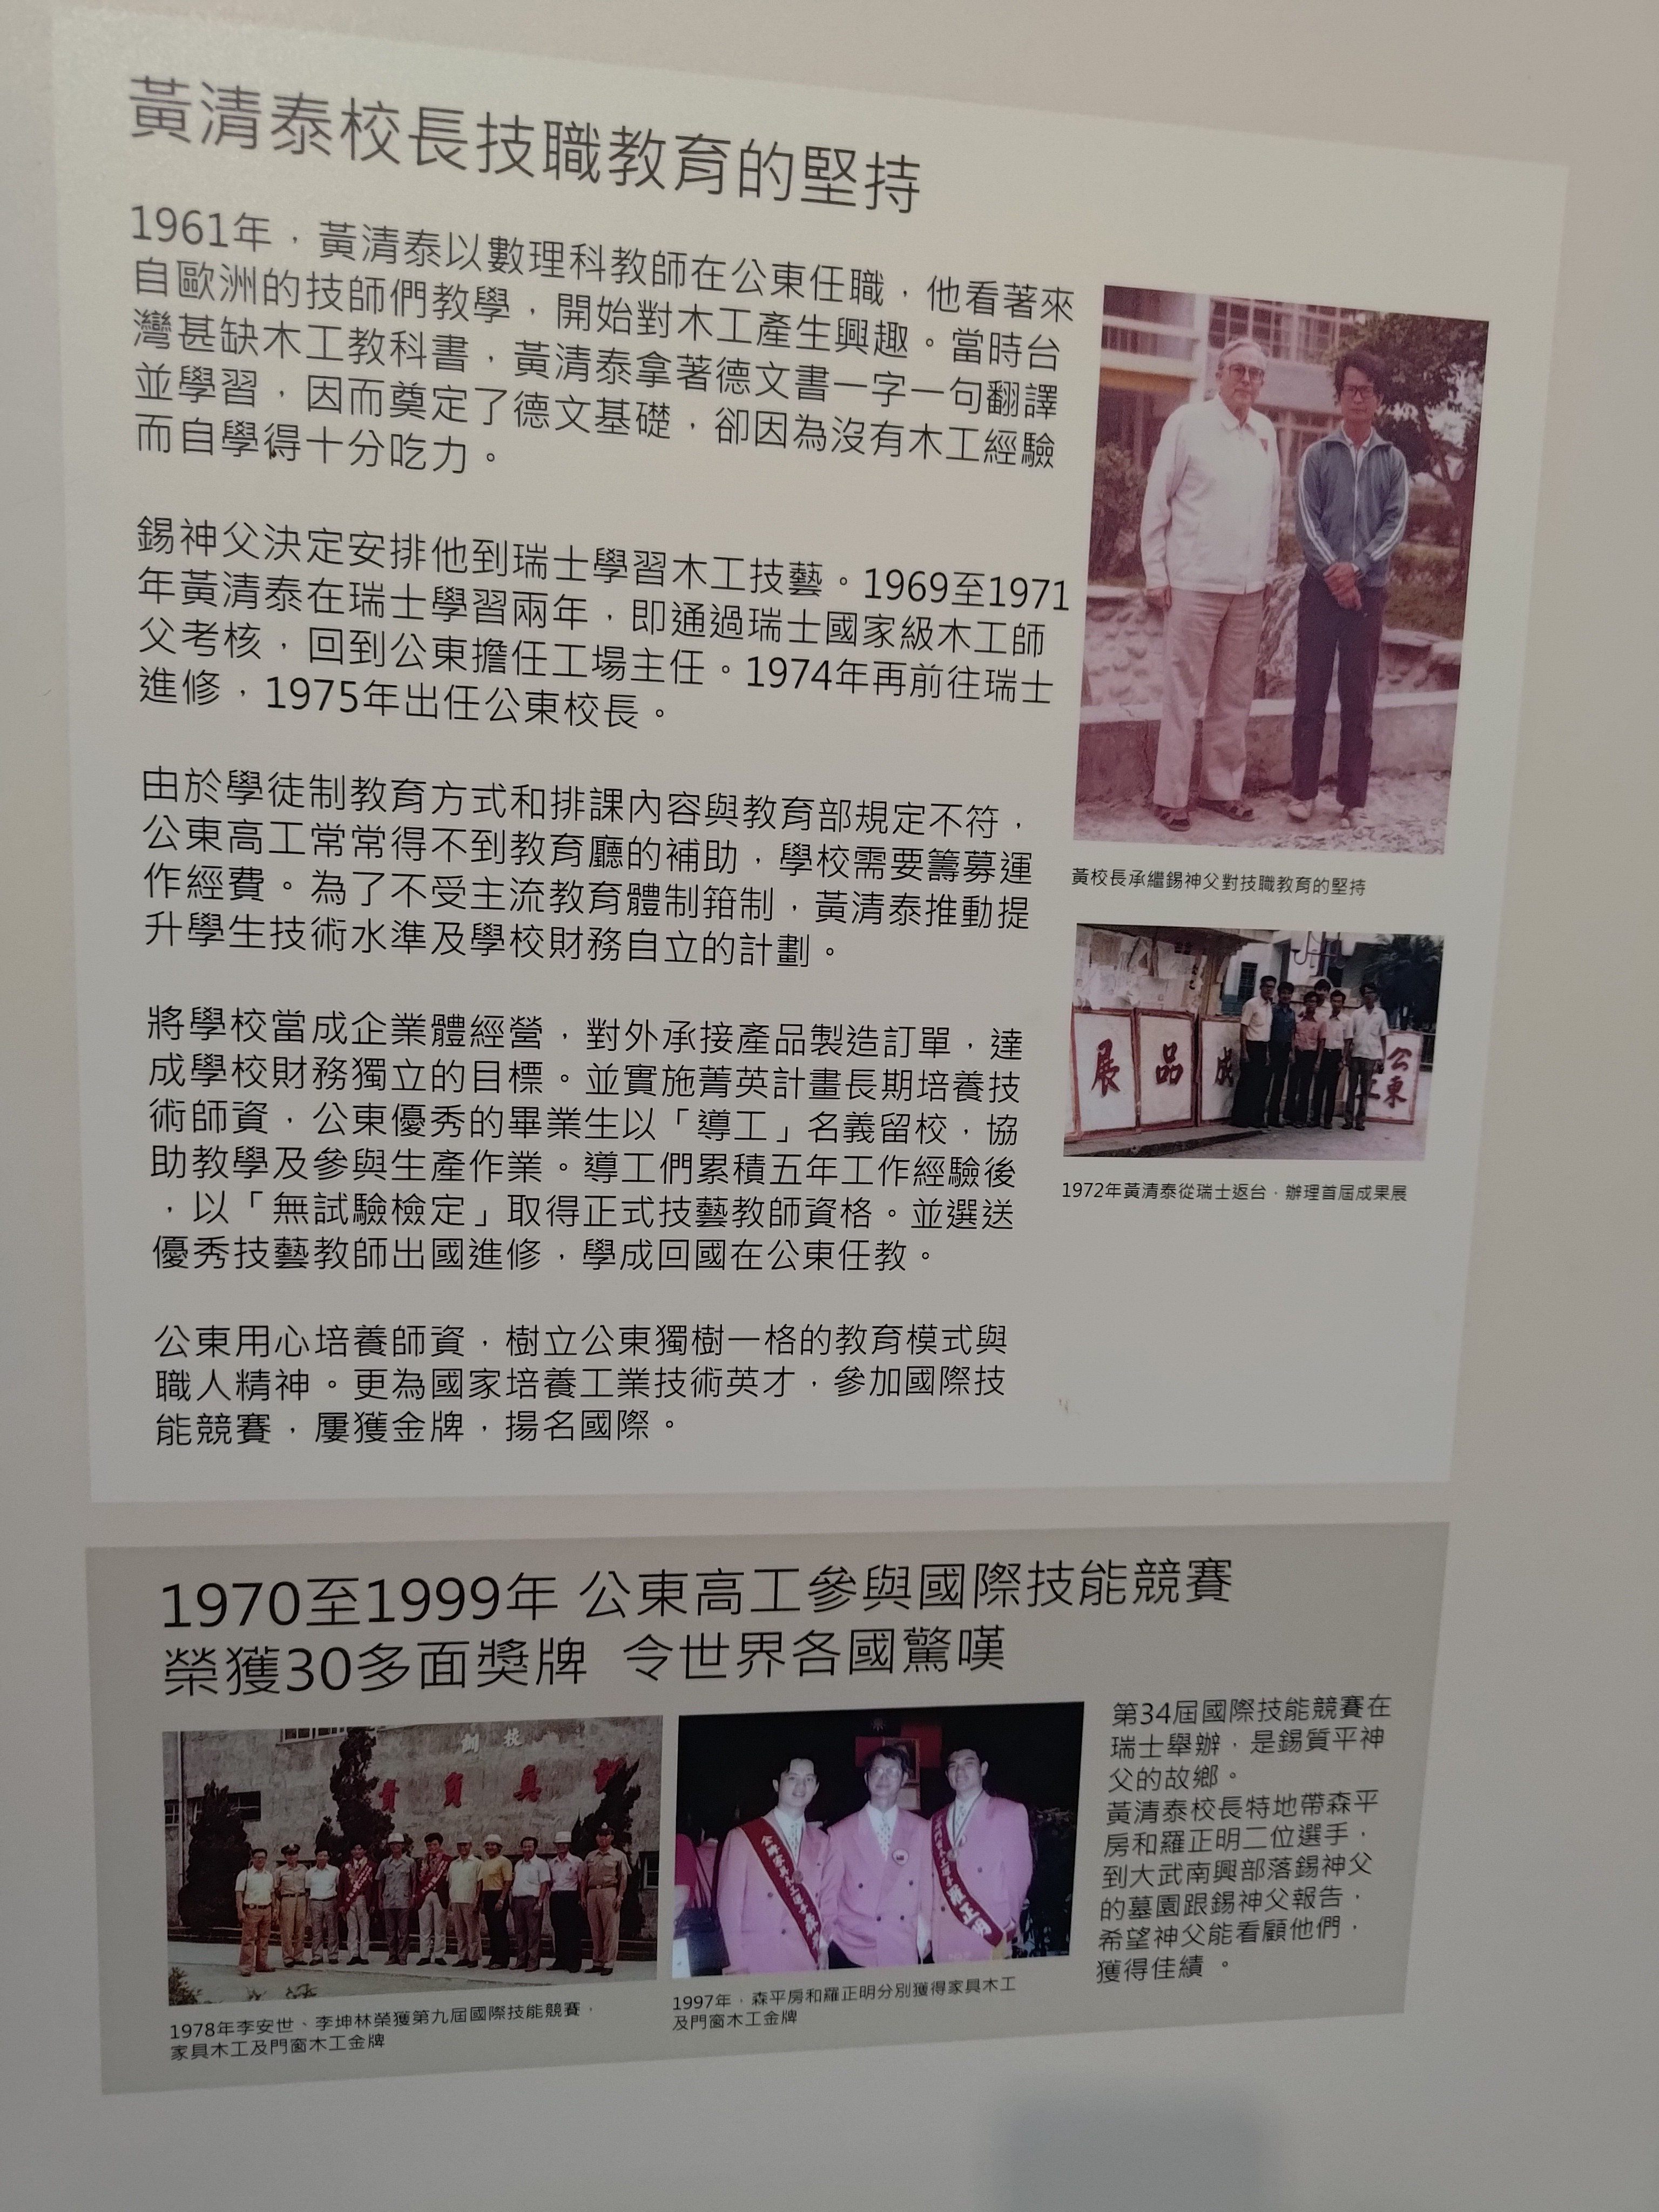 黃清泰校長技職教育的堅持
1961年，黃清泰以數理科教師在公東任職，他看著來
自歐洲的技師們教學，開始對木工產生興趣。當時台
灣甚缺木工教科書，黃清泰拿著德文書一字一句翻譯
並學習，因而奠定了德文基礎，卻因為沒有木工經驗
而自學得十分吃力。
錫神父決定安排他到瑞士學習木工技藝。1969至1971
年黃清泰在瑞士學習兩年，即通過瑞士國家級木工師
父考核，回到公東擔任工場主任。1974年再前往瑞士
進修，1975年出任公東校長。
由於學徒制教育方式和排課內容與教育部規定不符，
公東高工常常得不到教育廳的補助，學校需要籌募運
作經費。為了不受主流教育體制箝制，黃清泰推動提
升學生技術水準及學校財務自立的計劃。
將學校當成企業體經營，對外承接產品製造訂單，達
成學校財務獨立的目標。並實施菁英計畫長期培養技
術師資，公東優秀的畢業生以「導工」名義留校，協
助教學及參與生產作業。導工們累積五年工作經驗後
，以「無試驗檢定」取得正式技藝教師資格。並選送
優秀技藝教師出國進修，學成回國在公東任教。
公東用心培養師資，樹立公東獨樹一格的教育模式與
職人精神。更為國家培養工業技術英才，參加國際技
能競賽，屢獲金牌，揚名國際。
黃校長承繼錫神父對技職教育的堅持
展品成
公東
1972年黃清泰從瑞士返台，辦理首屆成果展
1970至1999年 公東高工參與國際技能競賽
榮獲30多面獎牌 令世界各國驚嘆
1978年李安世、李坤林榮獲第九屆國際技能競賽，
家具木工及門窗木工金牌
羅正明
1997年，森平房和羅正明分別獲得家具木工
及門窗木工金牌
第34屆國際技能競賽在
瑞士舉辦，是錫質平神
父的故鄉。
黃清泰校長特地帶森平
房和羅正明二位選手，
到大武南興部落錫神父
的墓園跟錫神父報告，
希望神父能看顧他們，
獲得佳績 。